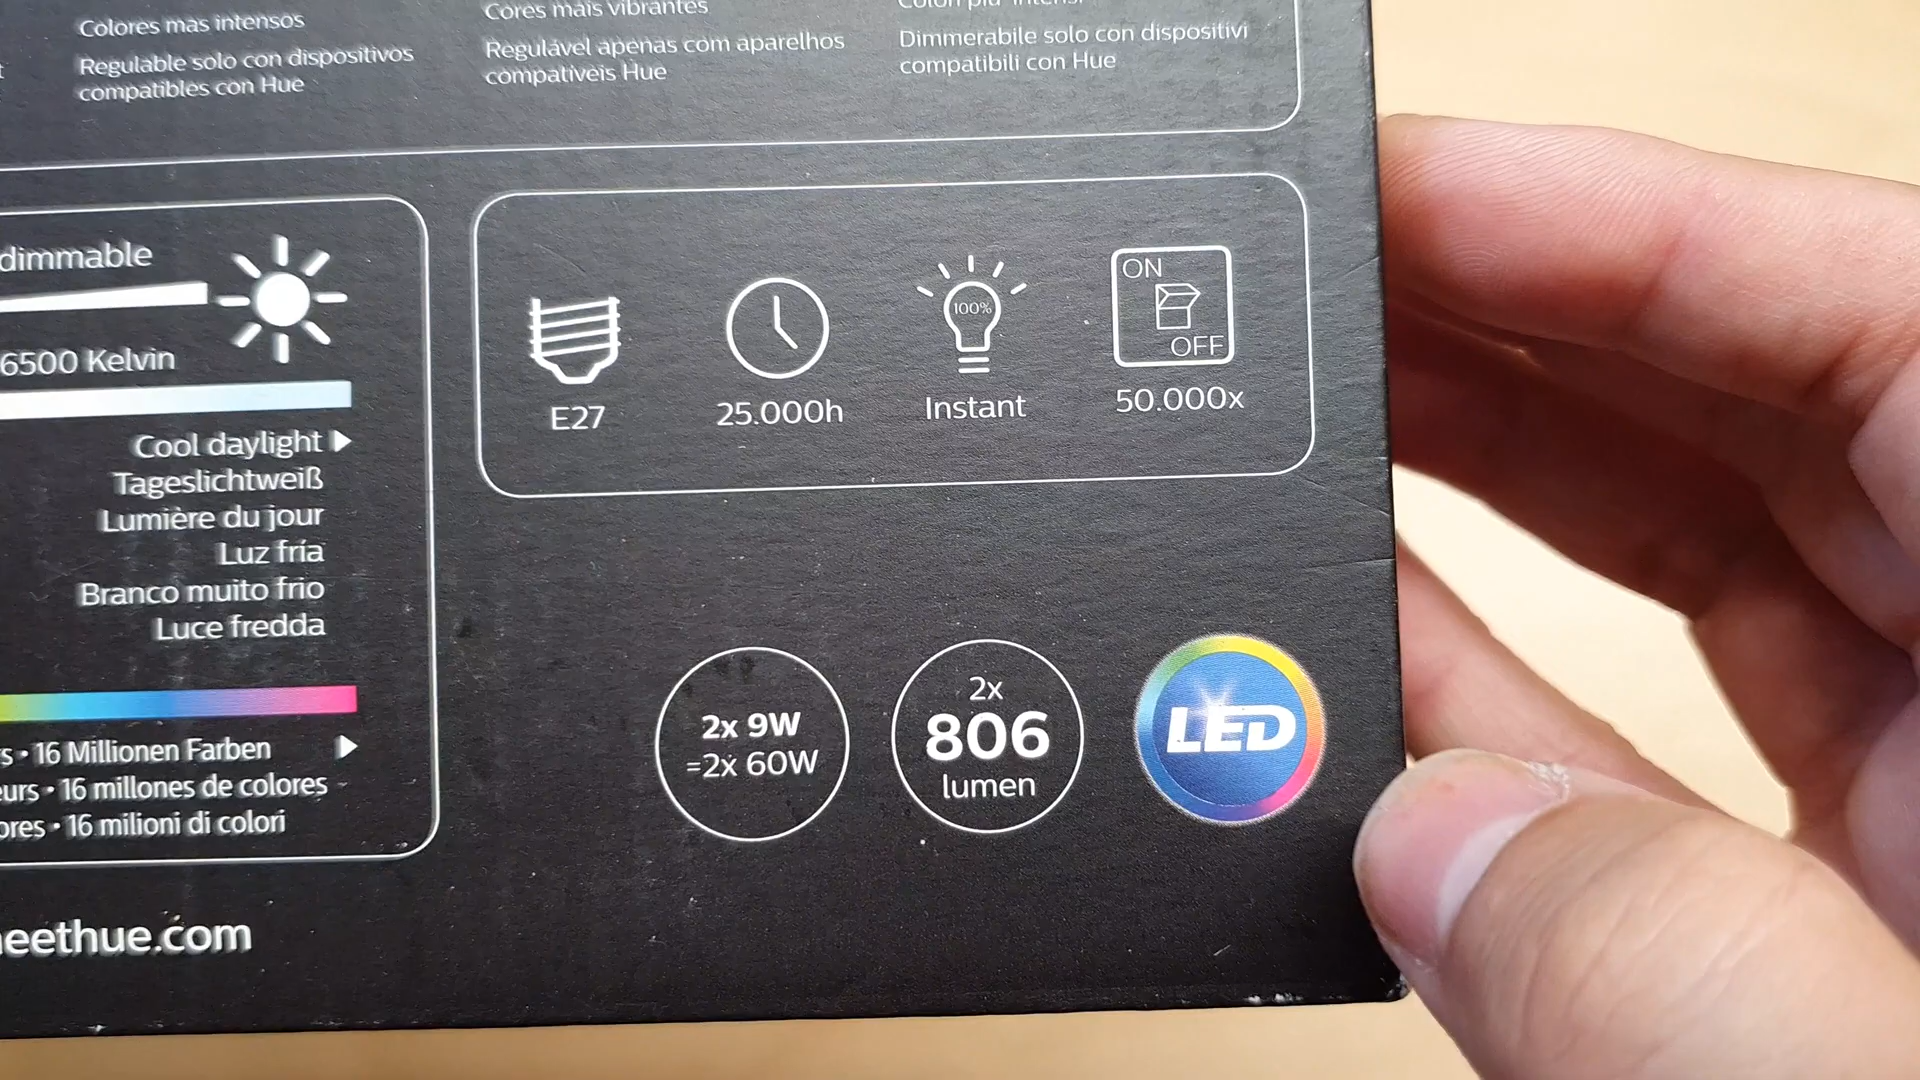 Colores mas intensos
Regulable solo con dispositivos
compatibles con Hue
Cores mais vibrantes
Regulável apenas com aparelhos
compatíveis Hue
Dimmerabile solo con dispositivi
compatibili con Hue
dimmable
6500 Kelvin
Cool daylight
Tageslichtweiß
Lumière du jour
Luz fría
Branco muito frio
Luce fredda
s • 16 Millionen Farben
eurs • 16 millones de colores
ores • 16 milioni di colori
eethue.com
E27
25.000h
100%
Instant
ON
OFF
50.000x
2x 9W
=2x 60W
2x
806
lumen
LED